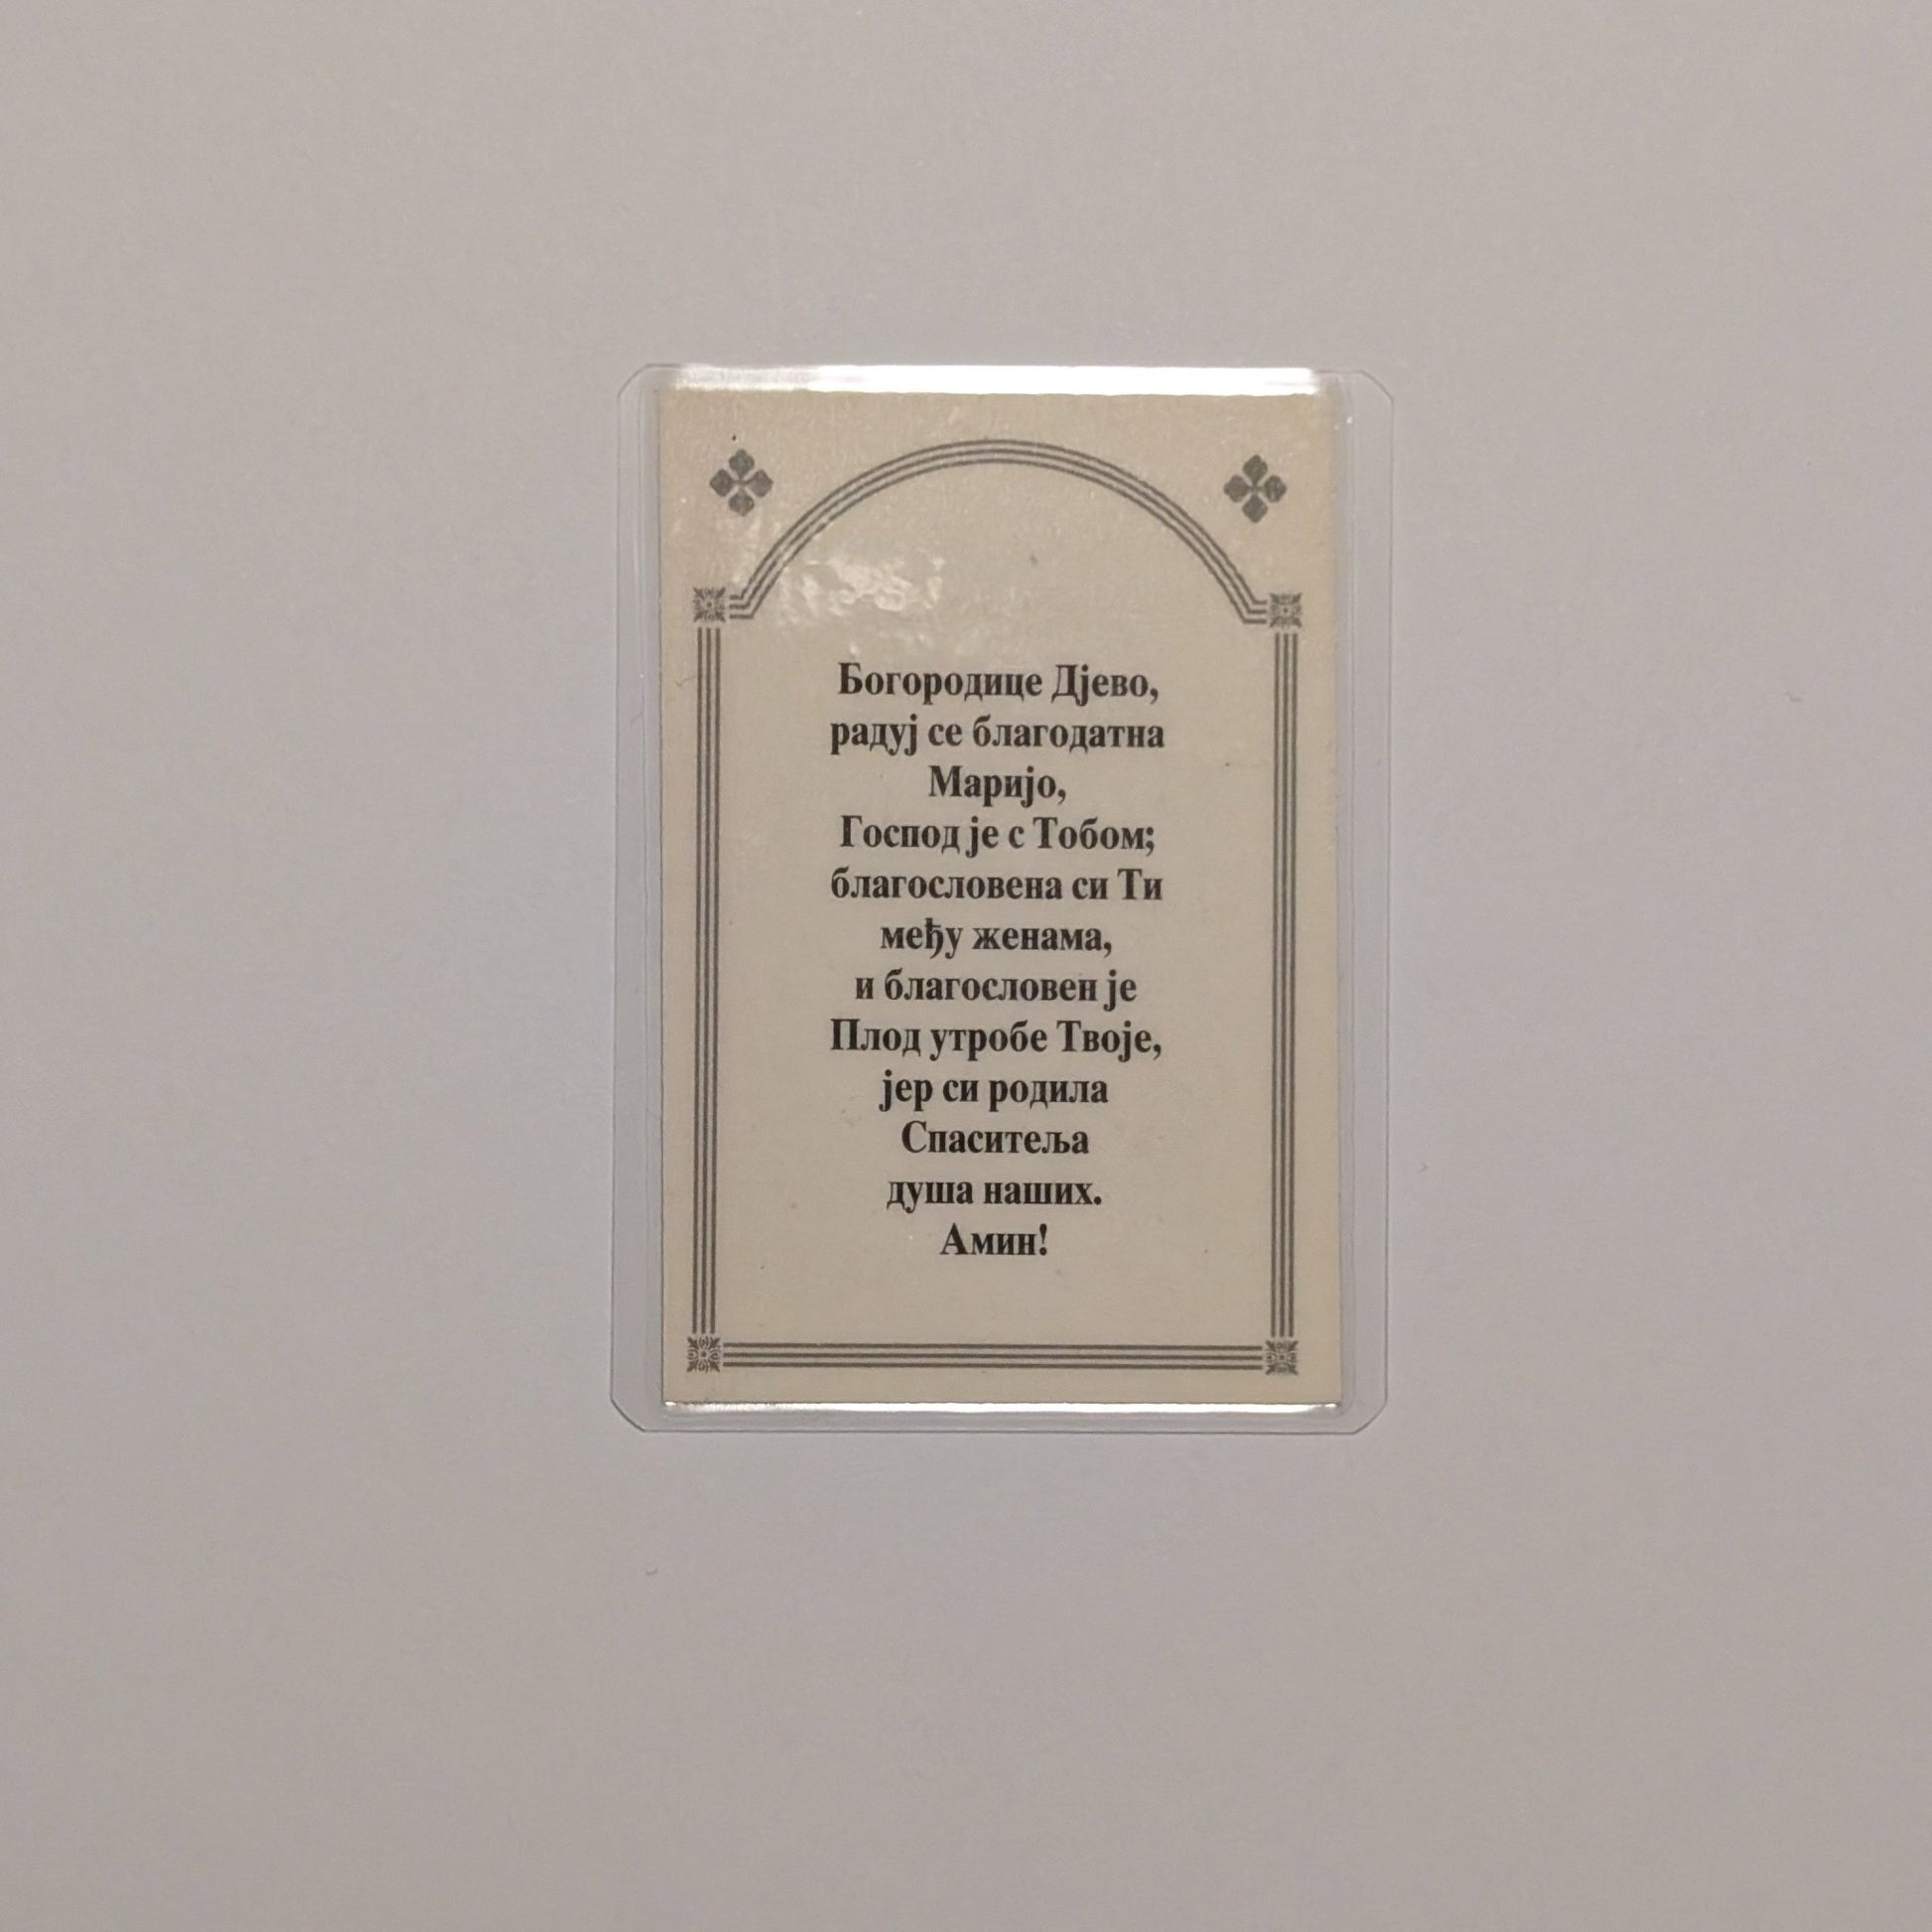 Богородице Дјево,
радуј се благодатна
Маријо,
Господ је с Тобом;
благословена си Ти
међу женама,
и благословен је
Плод утробе Твоје,
јер си родила
Спаситеља
душа наших.
Амин!